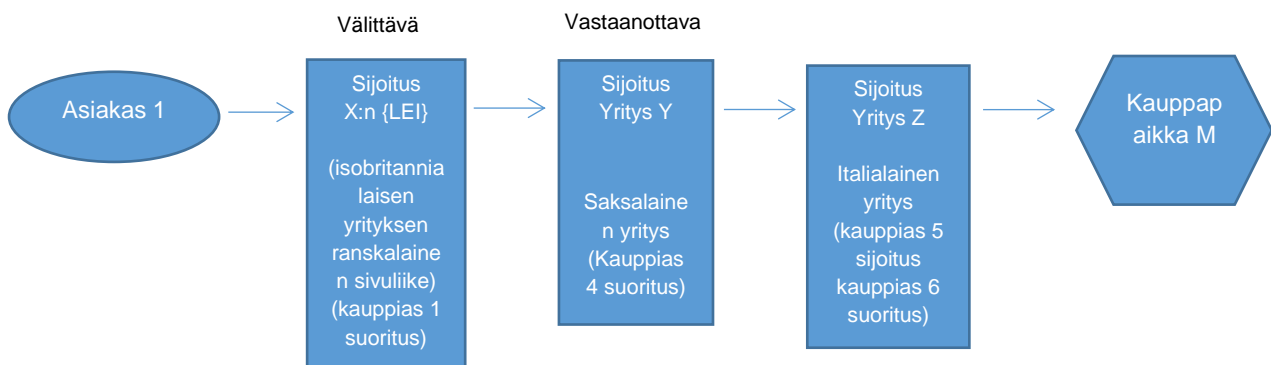 Välittävä
Vastaanottava
Asiakas 1
Sijoitus
X:n {LEI}
(isobritannia
laisen
yrityksen
ranskalaine
n sivuliike)
(kauppias 1
suoritus)
Sijoitus
Yritys Y
Saksalaine
n yritys
(Kauppias
4 suoritus)
Sijoitus
Yritys Z
Italialainen
yritys
(kauppias 5
sijoitus
kauppias 6
suoritus)
Kauppap
aikka M